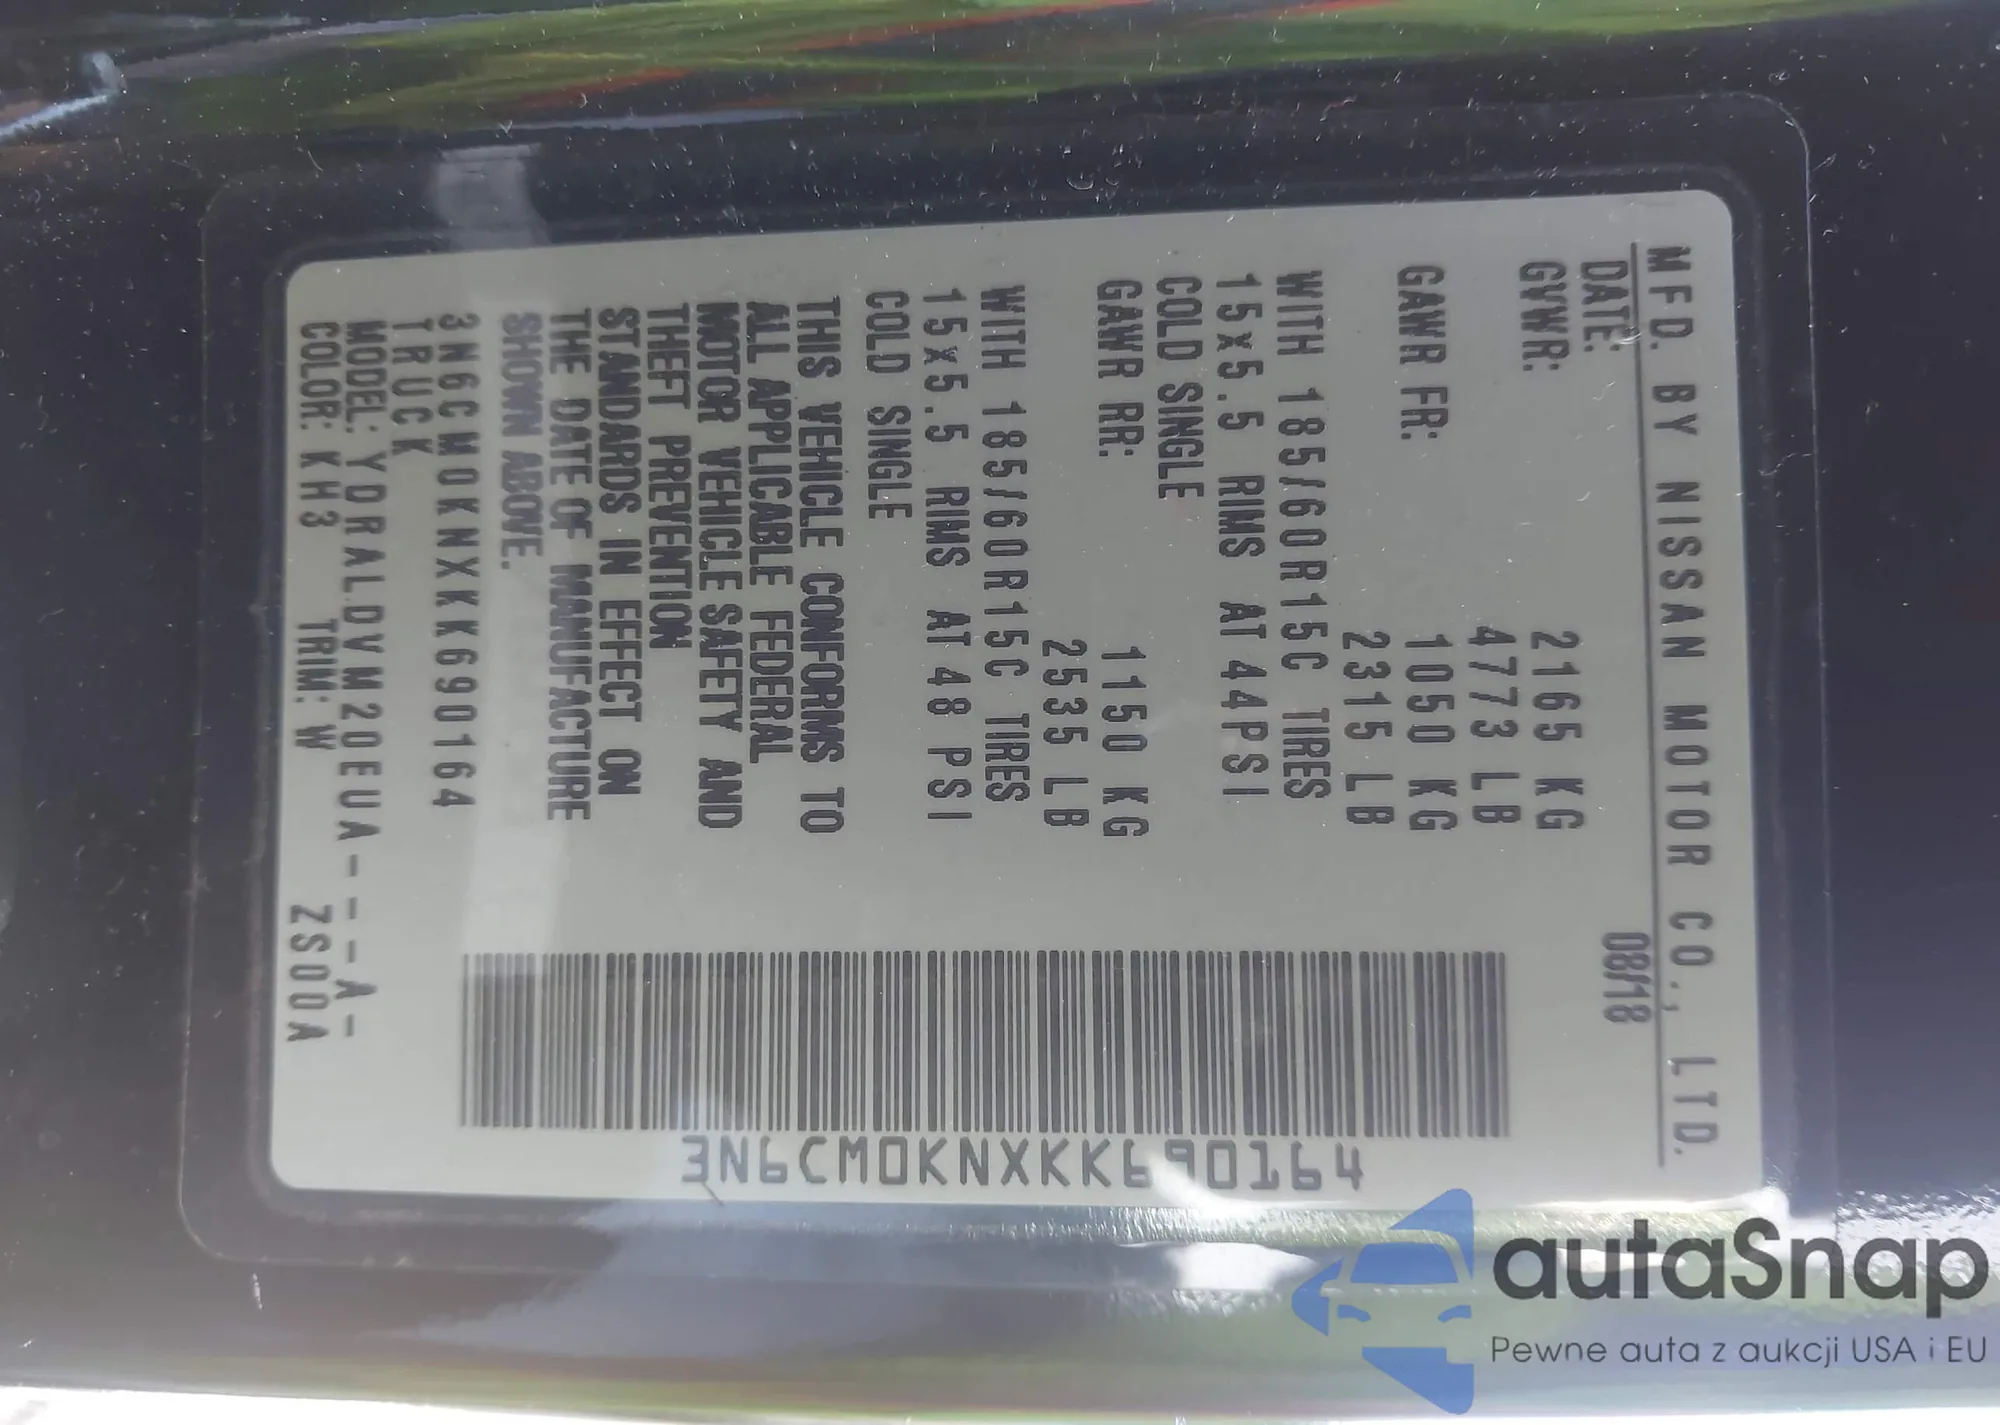 MFD. BY NISSAN MOTOR CO., LTD.
DATE: 08/18
GVWR: 2165 KG
4773 LB
GAWR FR: 1050 KG
2315 LB
WITH 185/60R15C TIRES
15x5.5 RIMS AT 44PSI
COLD SINGLE
GAWR RR: 1150 KG
2535 LB
WITH 185/60R15C TIRES
15x5.5 RIMS AT 48 PSI
COLD SINGLE
THIS VEHICLE CONFORMS TO
ALL APPLICABLE FEDERAL
MOTOR VEHICLE SAFETY AND
THEFT PREVENTION
STANDARDS IN EFFECT ON
THE DATE OF MANUFACTURE
SHOWN ABOVE.
3N6CM0KNXKK690164
TRUCK
MODEL: YDRALDVM20EUA----A-
COLOR: KH3 TRIM: W ZS00A
3N6CM0KNXKK690164
autaSnap
Pewne auta z aukcji USA i EU